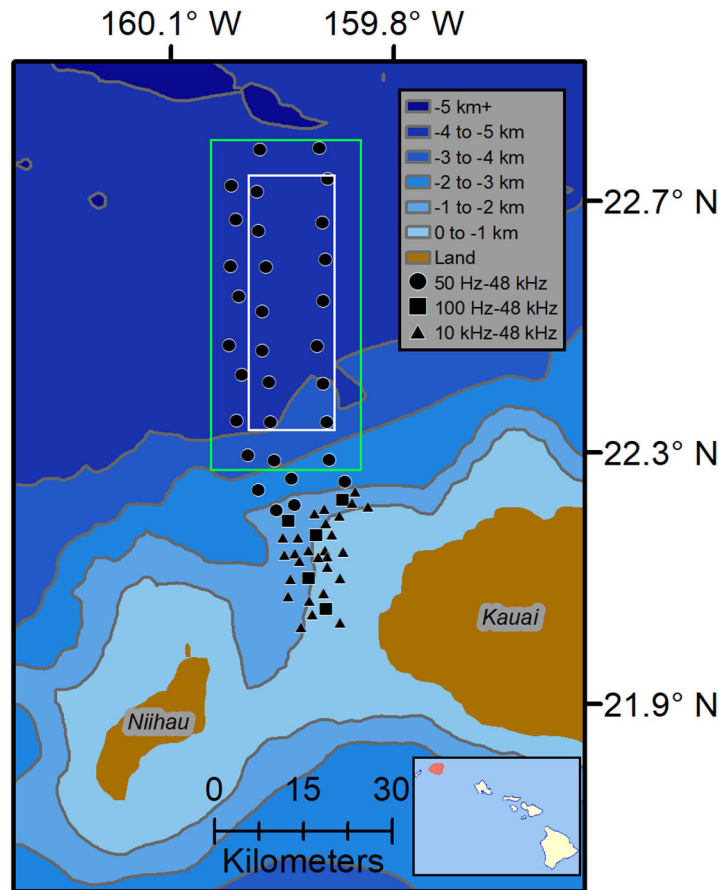 160.1° W 159.8° W
-5 km+
-4 to -5 km
-3 to -4 km
-2 to -3 km
-1 to -2 km
0 to -1 km
Land
50 Hz-48 kHz
100 Hz-48 kHz
10 kHz-48 kHz
22.7° N
22.3° N
Kauai
21.9° N
Niihau
0 15 30
Kilometers